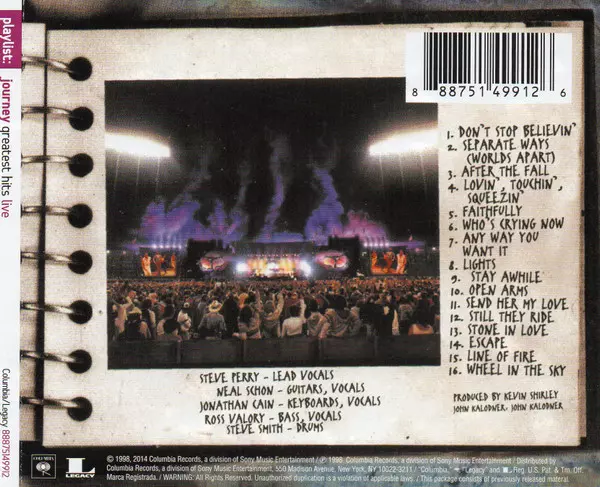 playlist: journey greatest hits live
Columbia/Legacy 88875149912
8 88751 49912 6
1. DON'T STOP BELIEVIN'
2. SEPARATE WAYS
(WORLDS APART)
3. AFTER THE FALL
4. LOVIN', TOUCHIN',
SQUEEZIN'
5. FAITHFULLY
6. WHO'S CRYING NOW
7. ANY WAY YOU
WANT IT
8. LIGHTS
9. STAY AWHILE
10. OPEN ARMS
11. SEND HER MY LOVE
12. STILL THEY RIDE
13. STONE IN LOVE
14. ESCAPE
15. LINE OF FIRE
16. WHEEL IN THE SKY
PRODUCED BY KEVIN SHIRLEY
JOHN KALODNER: JOHN KALODNER
STEVE PERRY – LEAD VOCALS
NEAL SCHON – GUITARS, VOCALS
JONATHAN CAIN – KEYBOARDS, VOCALS
ROSS VALORY – BASS, VOCALS
STEVE SMITH – DRUMS
COLUMBIA
L
LEGACY
© 1998, 2014 Columbia Records, a division of Sony Music Entertainment / ℗ 1998 Columbia Records, a division of Sony Music Entertainment / Distributed by
Columbia Records, a division of Sony Music Entertainment, 550 Madison Avenue, New York, NY 10022-3211 / "Columbia," "Legacy" and L Reg. U.S. Pat. & Tm. Off.
Marca Registrada. / WARNING: All Rights Reserved. Unauthorized duplication is a violation of applicable laws. / This package consists of previously released material.